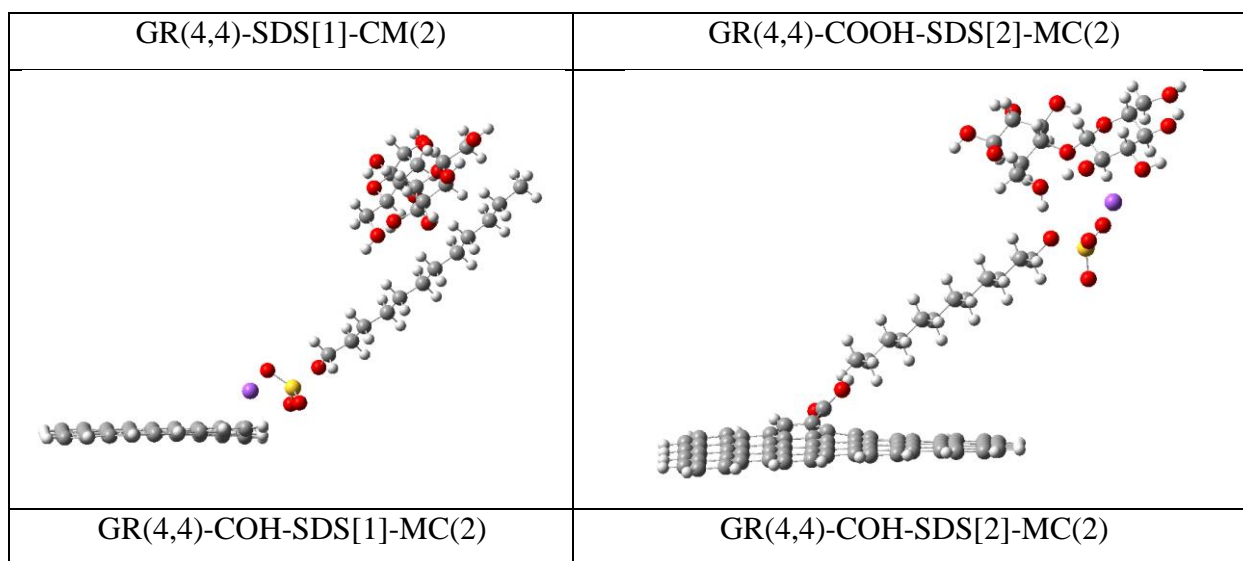 GR(4,4)-SDS[1]-CM(2)
GR(4,4)-COOH-SDS[2]-MC(2)
GR(4,4)-COH-SDS[1]-MC(2)
GR(4,4)-COH-SDS[2]-MC(2)